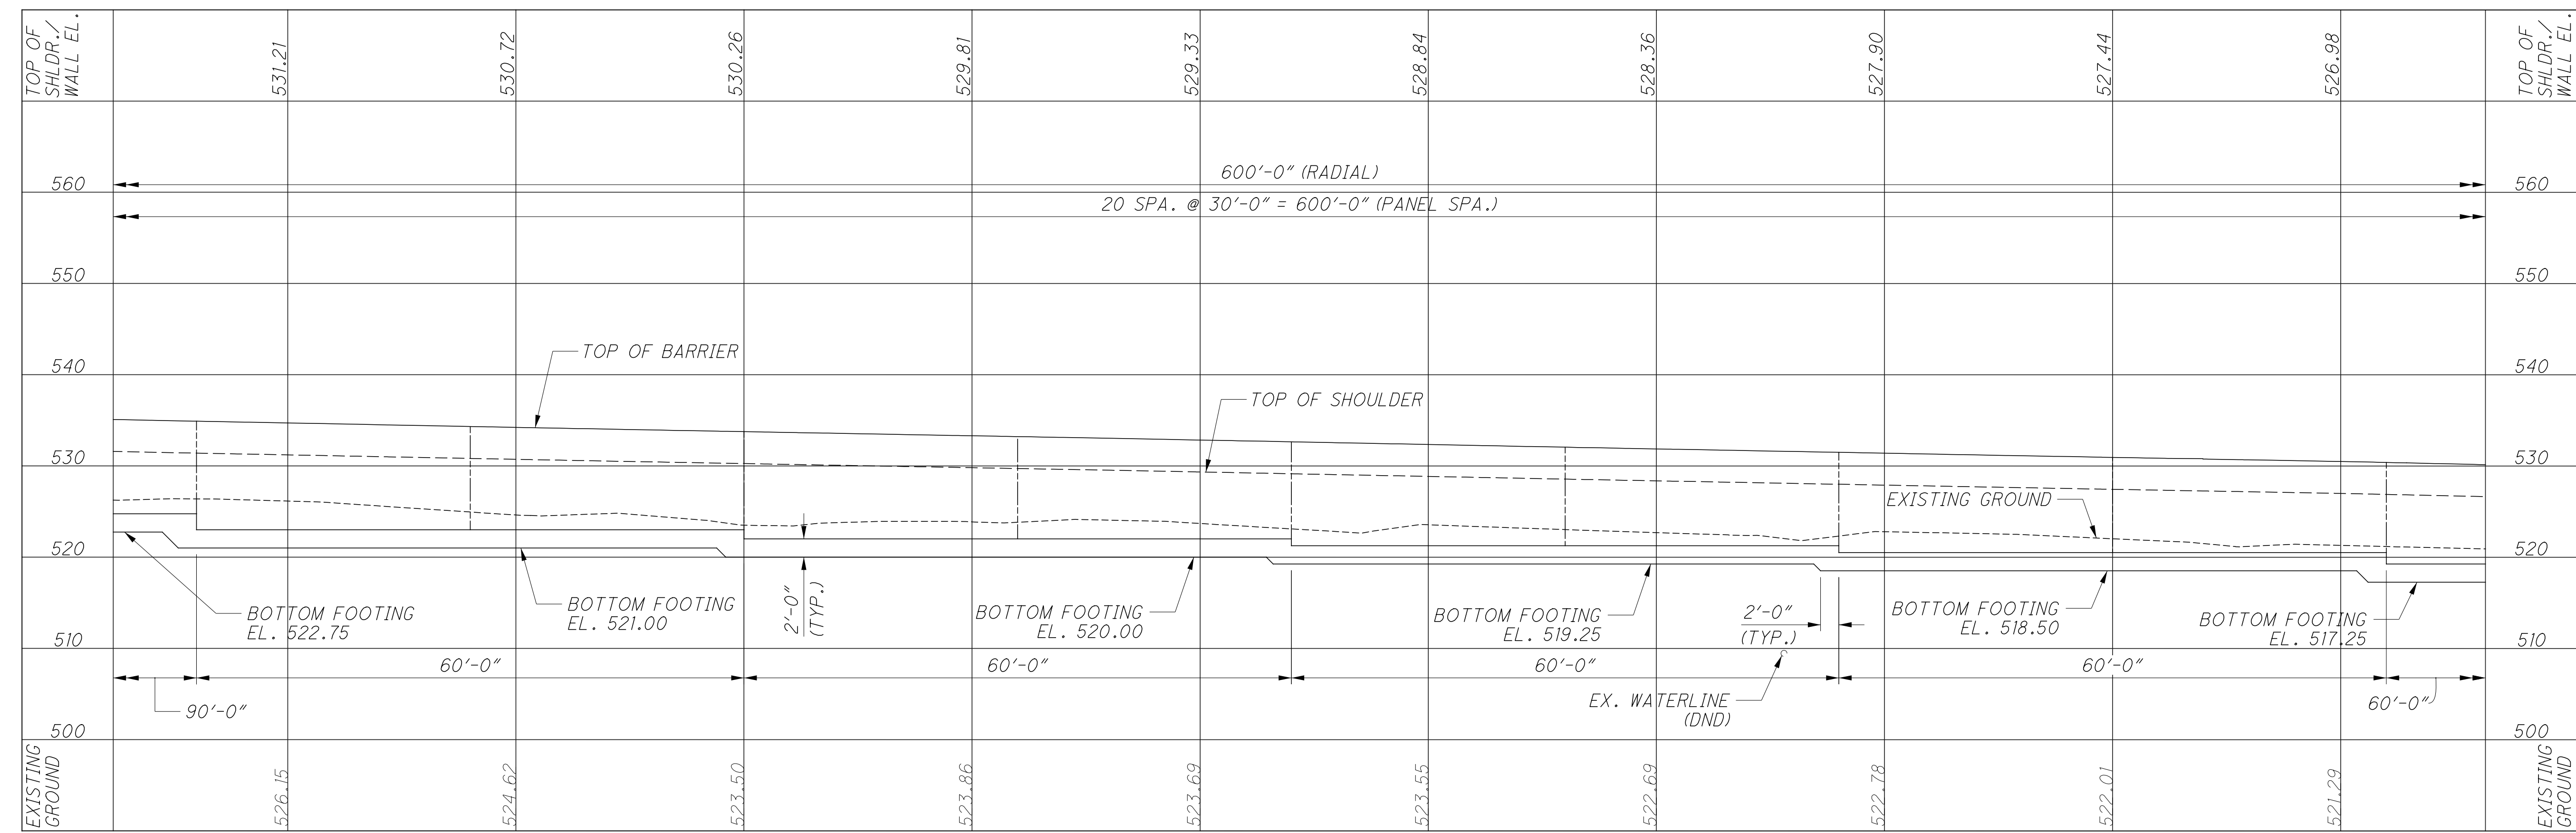 TOP OF
SHLDR./
WALL EL.
531.21
530.72
530.26
529.81
529.33
528.84
528.36
527.90
527.44
526.98
TOP OF
SHLDR./
WALL EL.
600'-0" (RADIAL)
560
560
20 SPA. @ 30'-0" = 600'-0" (PANEL SPA.)
550
550
TOP OF BARRIER
540
540
TOP OF SHOULDER
530
530
EXISTING GROUND
520
520
BOTTOM FOOTING
EL. 522.75
BOTTOM FOOTING
EL. 521.00
2'-0"
(TYP.)
BOTTOM FOOTING
EL. 520.00
BOTTOM FOOTING
EL. 519.25
2'-0"
(TYP.)
BOTTOM FOOTING
EL. 518.50
BOTTOM FOOTING
EL. 517.25
510
510
60'-0"
60'-0"
60'-0"
60'-0"
90'-0"
EX. WATERLINE
(DND)
60'-0"
500
500
EXISTING
GROUND
526.15
524.62
523.50
523.86
523.69
523.55
522.69
522.78
522.01
521.29
EXISTING
GROUND